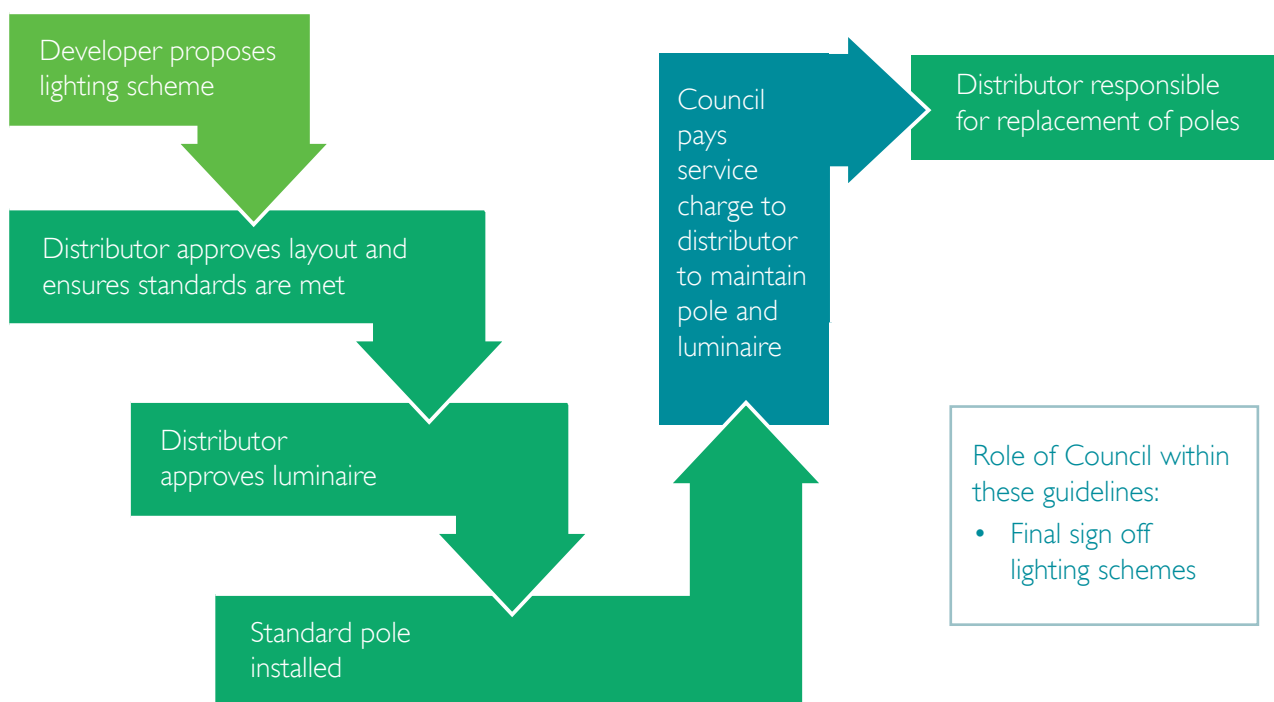 Developer proposes
lighting scheme
Distributor approves layout and
ensures standards are met
Distributor
approves luminaire
Standard pole
installed
Council
pays
service
charge to
distributor
to maintain
pole and
luminaire
Distributor responsible
for replacement of poles
Role of Council within
these guidelines:
• Final sign off
lighting schemes